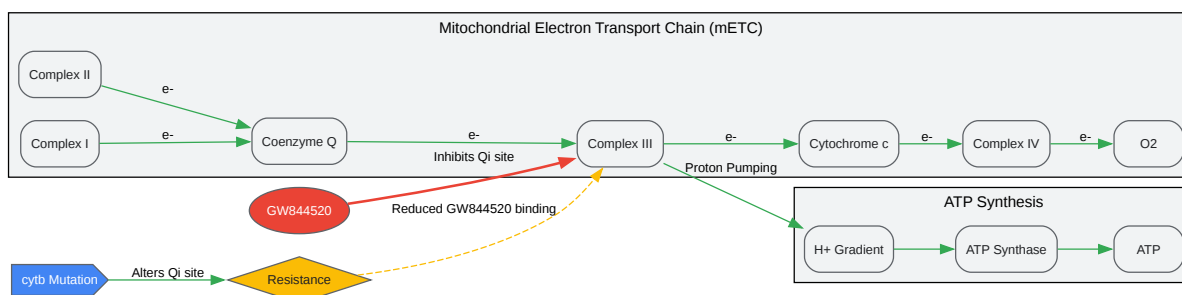 Mitochondrial Electron Transport Chain (mETC)
Complex II
e-
Complex I
e-
Coenzyme Q
e-
Complex III
e-
Cytochrome c
e-
Complex IV
e-
O2
Inhibits Qi site
Proton Pumping
GW844520
Reduced GW844520 binding
ATP Synthesis
H+ Gradient
ATP Synthase
ATP
cytb Mutation
Alters Qi site
Resistance